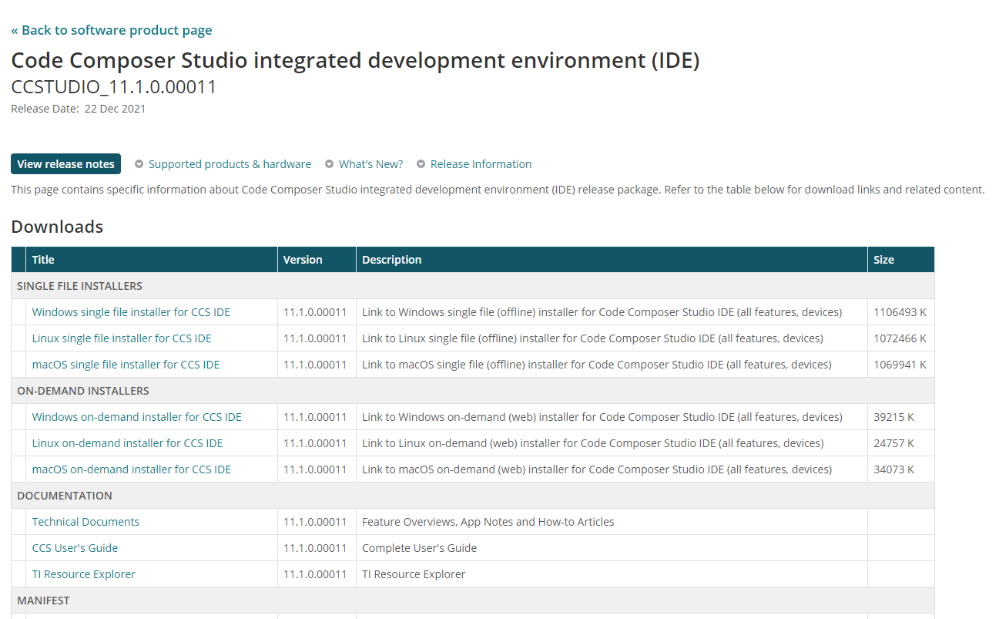 « Back to software product page
Code Composer Studio integrated development environment (IDE)
CCSTUDIO_11.1.0.00011
Release Date: 22 Dec 2021
View release notes Supported products & hardware What's New? Release Information
This page contains specific information about Code Composer Studio integrated development environment (IDE) release package. Refer to the table below for download links and related content.
Downloads
Title Version Description Size
SINGLE FILE INSTALLERS
Windows single file installer for CCS IDE 11.1.0.00011 Link to Windows single file (offline) installer for Code Composer Studio IDE (all features, devices) 1106493 K
Linux single file installer for CCS IDE 11.1.0.00011 Link to Linux single file (offline) installer for Code Composer Studio IDE (all features, devices) 1072466 K
macOS single file installer for CCS IDE 11.1.0.00011 Link to macOS single file (offline) installer for Code Composer Studio IDE (all features, devices) 1069941 K
ON-DEMAND INSTALLERS
Windows on-demand installer for CCS IDE 11.1.0.00011 Link to Windows on-demand (web) installer for Code Composer Studio IDE (all features, devices) 39215 K
Linux on-demand installer for CCS IDE 11.1.0.00011 Link to Linux on-demand (web) installer for Code Composer Studio IDE (all features, devices) 24757 K
macOS on-demand installer for CCS IDE 11.1.0.00011 Link to macOS on-demand (web) installer for Code Composer Studio IDE (all features, devices) 34073 K
DOCUMENTATION
Technical Documents 11.1.0.00011 Feature Overviews, App Notes and How-to Articles
CCS User's Guide 11.1.0.00011 Complete User's Guide
TI Resource Explorer 11.1.0.00011 TI Resource Explorer
MANIFEST